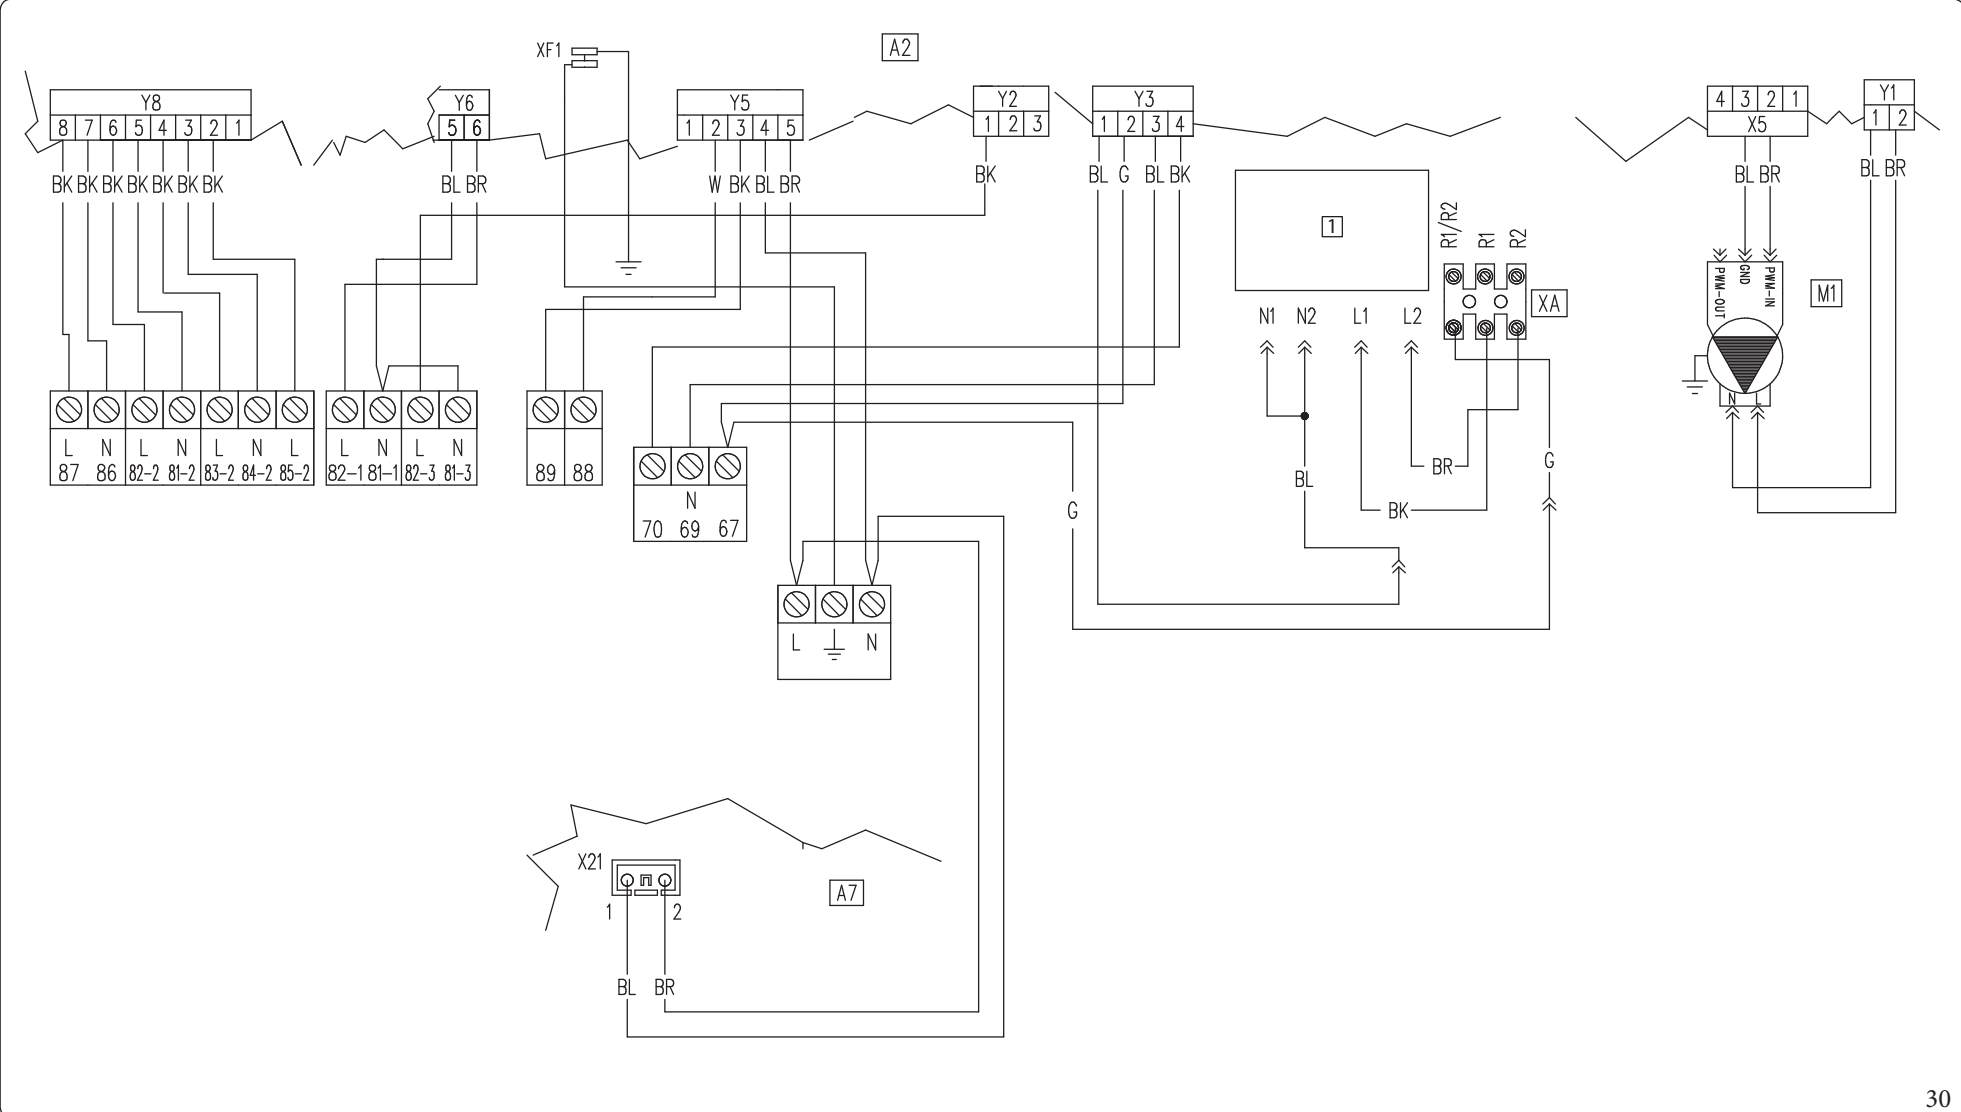 XF1
A2
Y8
8 7 6 5 4 3 2 1
Y6
5 6
Y5
1 2 3 4 5
Y2
1 2 3
Y3
1 2 3 4
4 3 2 1
X5
Y1
1 2
BK BK BK BK BK BK BK
BL BR
W BK BL BR
BK
BL G BL BK
BL BR
BL BR
1
R1/R2
R1
R2
XA
N1 N2 L1 L2
PWM-OUT
GND
PWM-IN
M1
N L
L N L N L N L
87 86 82-2 81-2 83-2 84-2 85-2
L N L N
82-1 81-1 82-3 81-3
89 88
N
70 69 67
G
BL
BR
BK
G
L N
X21
1 2
A7
BL BR
30